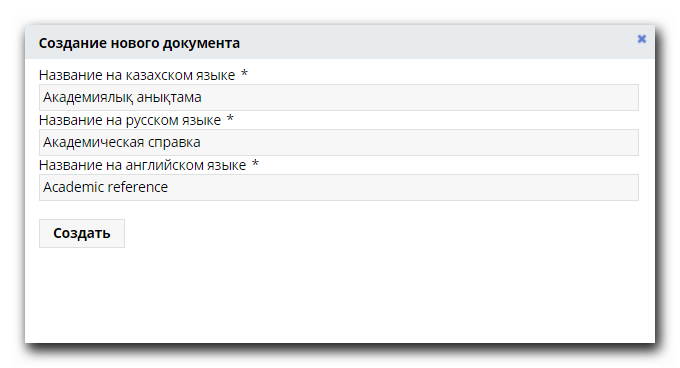 Создание нового документа
Название на казахском языке *
Академиялық анықтама
Название на русском языке *
Академическая справка
Название на английском языке *
Academic reference
Создать